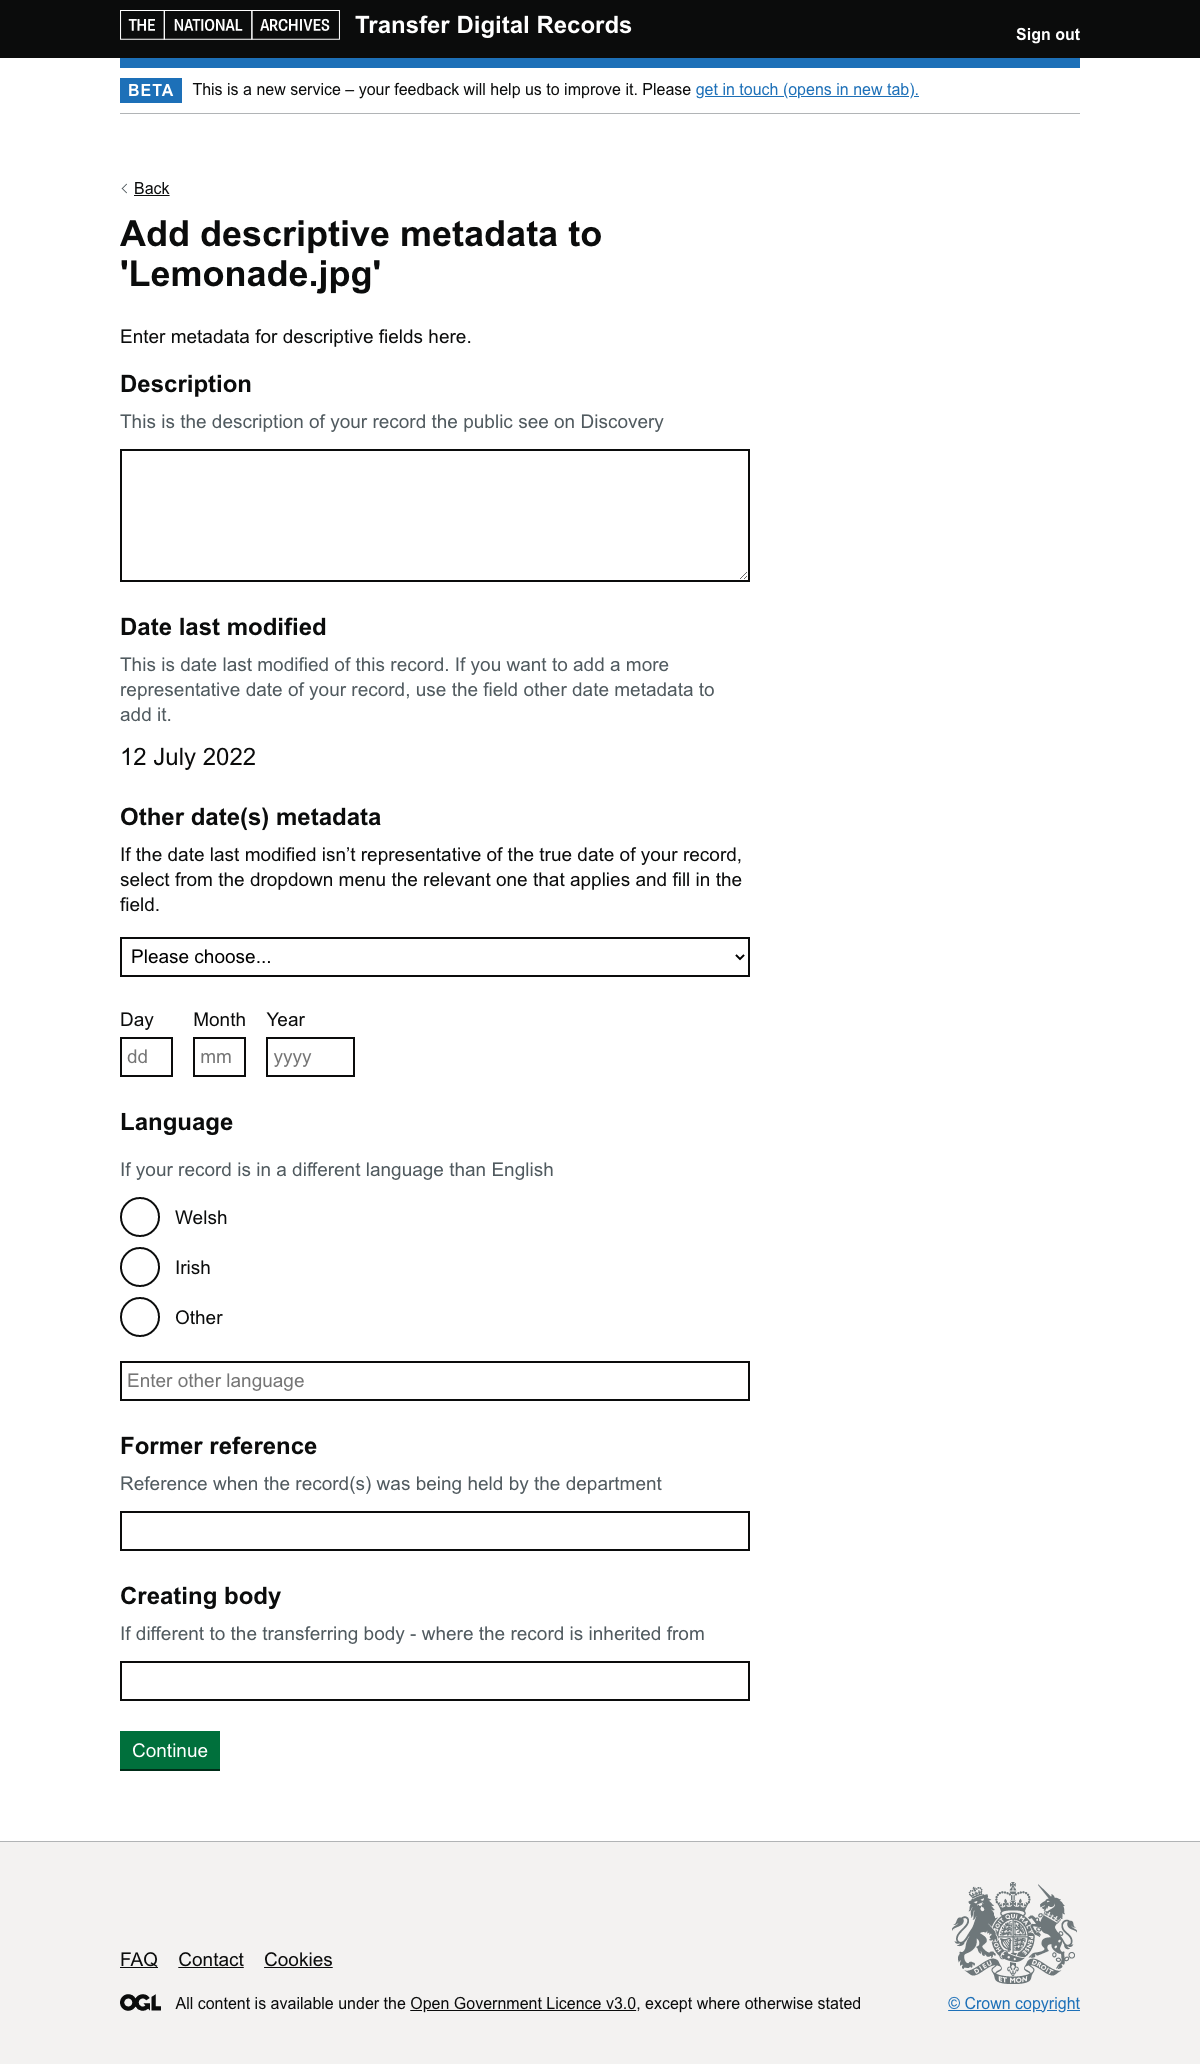 THE NATIONAL ARCHIVES Transfer Digital Records
Sign out
BETA This is a new service – your feedback will help us to improve it. Please get in touch (opens in new tab).
Back
Add descriptive metadata to
'Lemonade.jpg'
Enter metadata for descriptive fields here.
Description
This is the description of your record the public see on Discovery
Date last modified
This is date last modified of this record. If you want to add a more
representative date of your record, use the field other date metadata to
add it.
12 July 2022
Other date(s) metadata
If the date last modified isn’t representative of the true date of your record,
select from the dropdown menu the relevant one that applies and fill in the
field.
Please choose...
Day Month Year
dd mm yyyy
Language
If your record is in a different language than English
Welsh
Irish
Other
Enter other language
Former reference
Reference when the record(s) was being held by the department
Creating body
If different to the transferring body - where the record is inherited from
Continue
FAQ Contact Cookies
DIEU ET MON DROIT
OGL All content is available under the Open Government Licence v3.0, except where otherwise stated
© Crown copyright